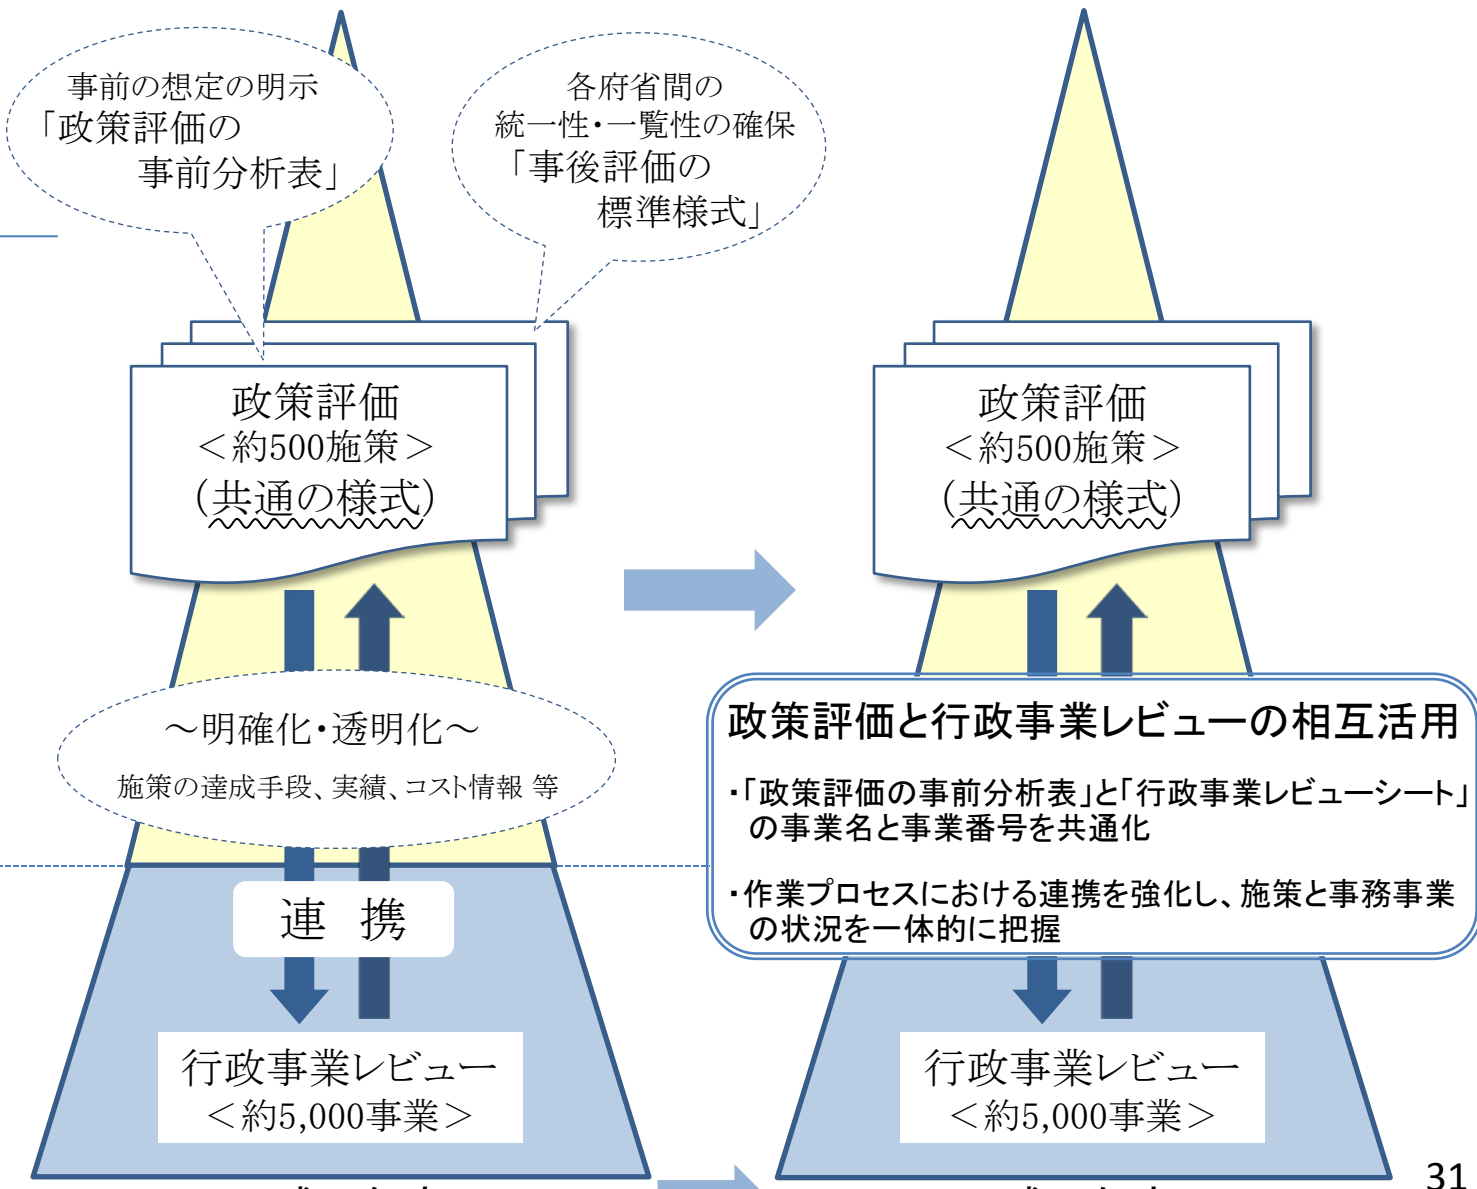 事前の想定の明示
「政策評価の
事前分析表」
各府省間の
統一性・一覧性の確保
「事後評価の
標準様式」
政策評価
＜約500施策＞
（共通の様式）
～明確化・透明化～
施策の達成手段、実績、コスト情報 等
連 携
行政事業レビュー
＜約5,000事業＞
政策評価
＜約500施策＞
（共通の様式）
政策評価と行政事業レビューの相互活用
・「政策評価の事前分析表」と「行政事業レビューシート」
の事業名と事業番号を共通化
・作業プロセスにおける連携を強化し、施策と事務事業
の状況を一体的に把握
行政事業レビュー
＜約5,000事業＞
31